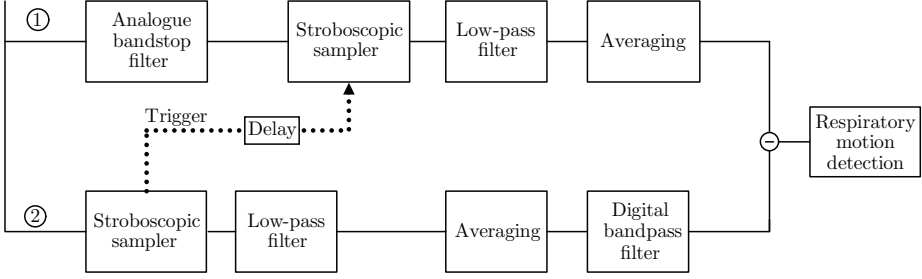 ①
Analogue
bandstop
filter
Stroboscopic
sampler
Low-pass
filter
Averaging
Trigger
Delay
−
Respiratory
motion
detection
②
Stroboscopic
sampler
Low-pass
filter
Averaging
Digital
bandpass
filter